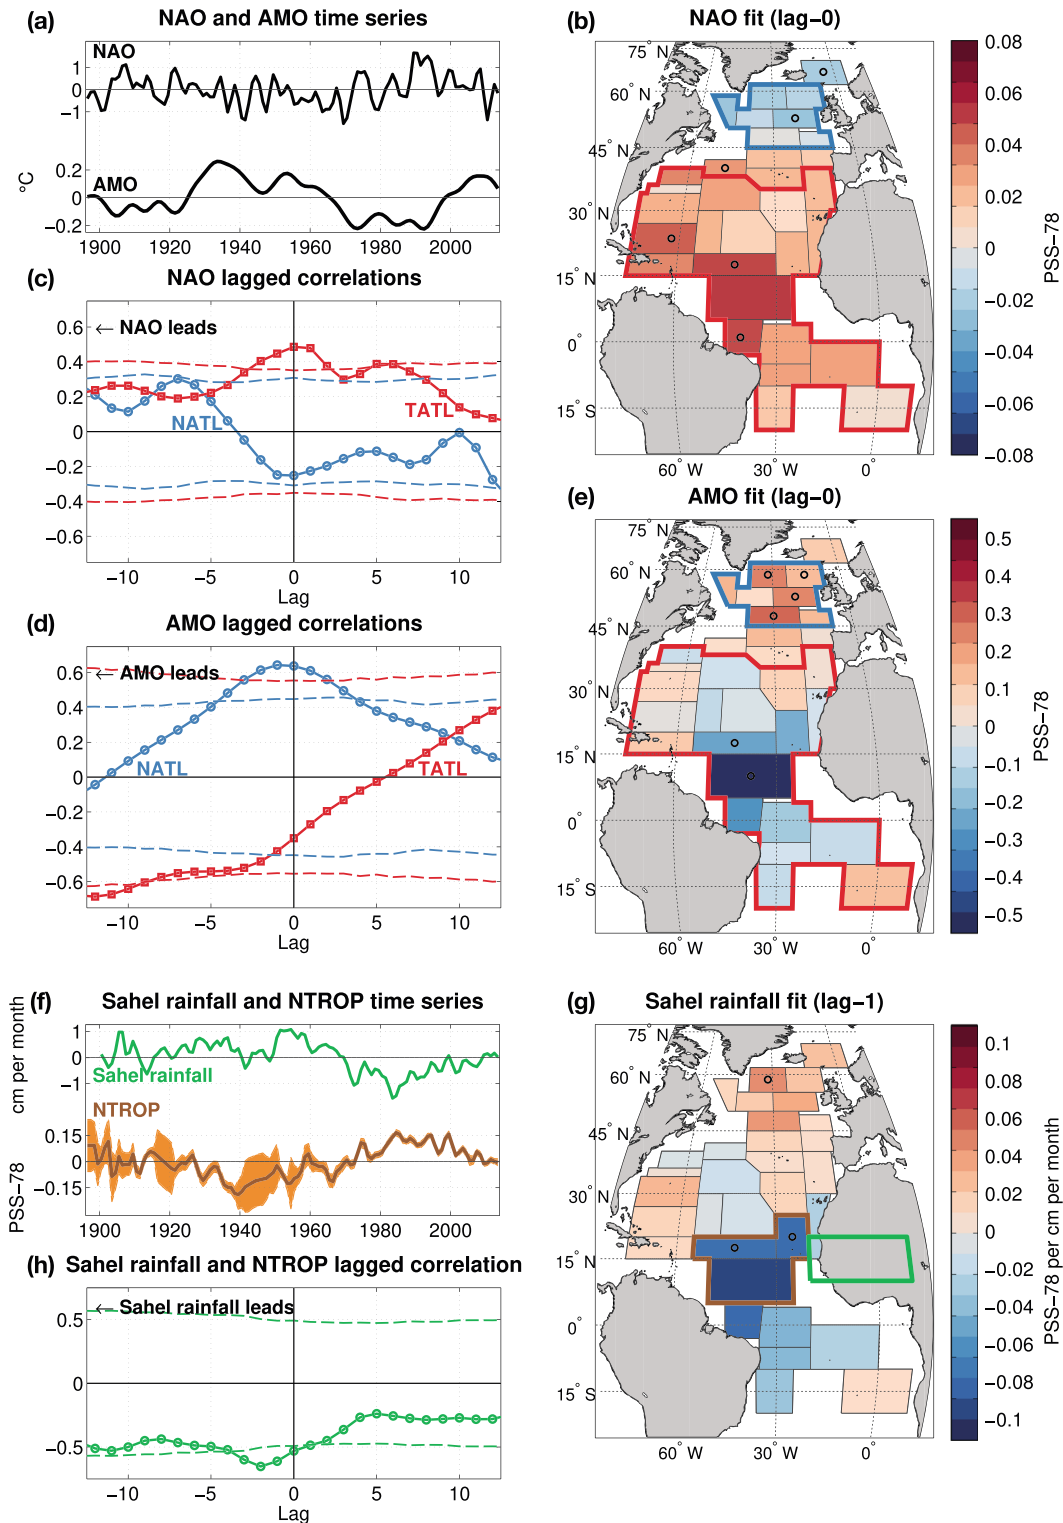 (a) NAO and AMO time series
NAO
1
0
−1
°C
AMO
0.2
0
−0.2
1900 1920 1940 1960 1980 2000
(b) NAO fit (lag−0)
75° N
60° N
45° N
30° N
15° N
0°
15° S
60° W 30° W 0°
0.08
0.06
0.04
0.02
0
−0.02
−0.04
−0.06
−0.08
PSS−78
(c) NAO lagged correlations
← NAO leads
0.6
0.4
0.2
0
−0.2
−0.4
−0.6
NATL
TATL
−10 −5 0 5 10
Lag
(d) AMO lagged correlations
← AMO leads
0.6
0.4
0.2
0
−0.2
−0.4
−0.6
NATL
TATL
−10 −5 0 5 10
Lag
(e) AMO fit (lag−0)
75° N
60° N
45° N
30° N
15° N
0°
15° S
60° W 30° W 0°
0.5
0.4
0.3
0.2
0.1
0
−0.1
−0.2
−0.3
−0.4
−0.5
PSS−78
(f) Sahel rainfall and NTROP time series
cm per month
1
0
−1
Sahel rainfall
NTROP
PSS−78
0.15
0
−0.15
1900 1920 1940 1960 1980 2000
(g) Sahel rainfall fit (lag−1)
75° N
60° N
45° N
30° N
15° N
0°
15° S
60° W 30° W 0°
0.1
0.08
0.06
0.04
0.02
0
−0.02
−0.04
−0.06
−0.08
−0.1
PSS−78 per cm per month
(h) Sahel rainfall and NTROP lagged correlation
← Sahel rainfall leads
0.5
0
−0.5
−10 −5 0 5 10
Lag